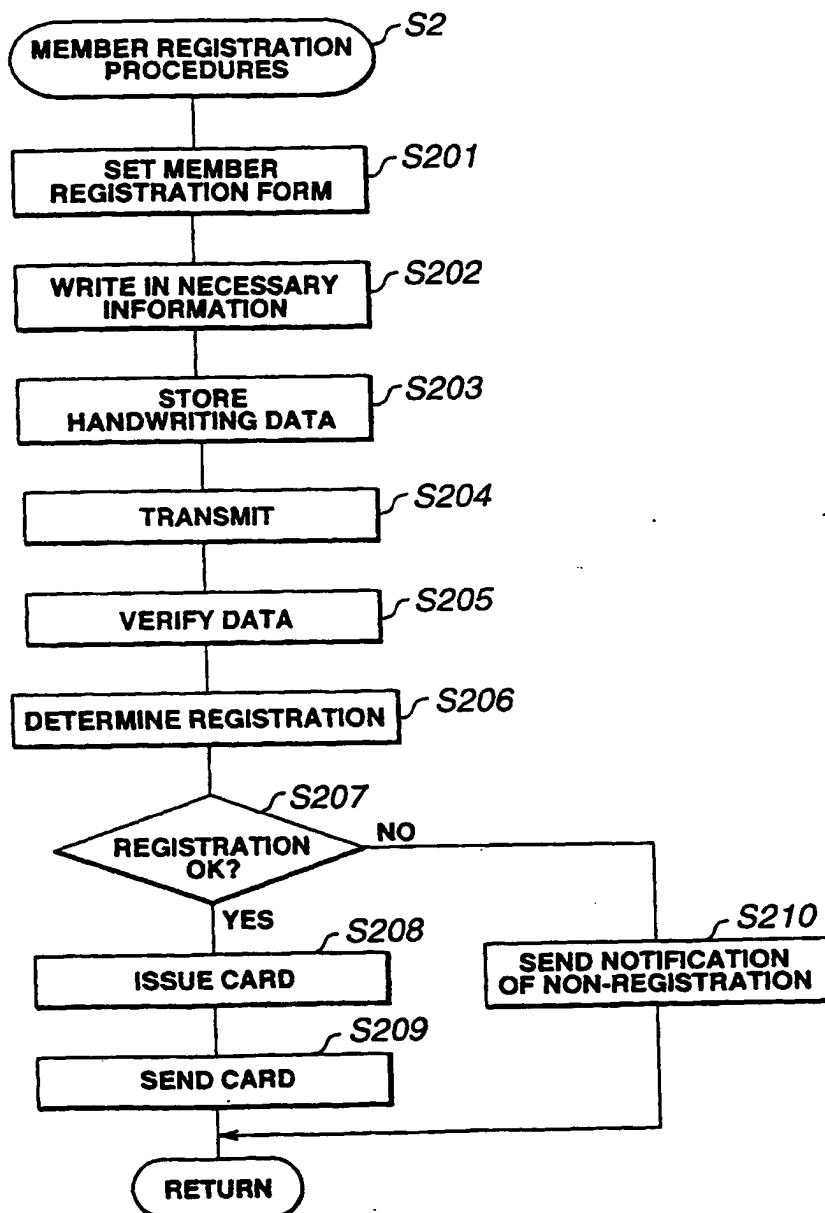 S2
MEMBER REGISTRATION
PROCEDURES
S201
SET MEMBER
REGISTRATION FORM
S202
WRITE IN NECESSARY
INFORMATION
S203
STORE
HANDWRITING DATA
S204
TRANSMIT
S205
VERIFY DATA
S206
DETERMINE REGISTRATION
S207
REGISTRATION
OK?
NO
YES
S208
ISSUE CARD
S210
SEND NOTIFICATION
OF NON-REGISTRATION
S209
SEND CARD
RETURN